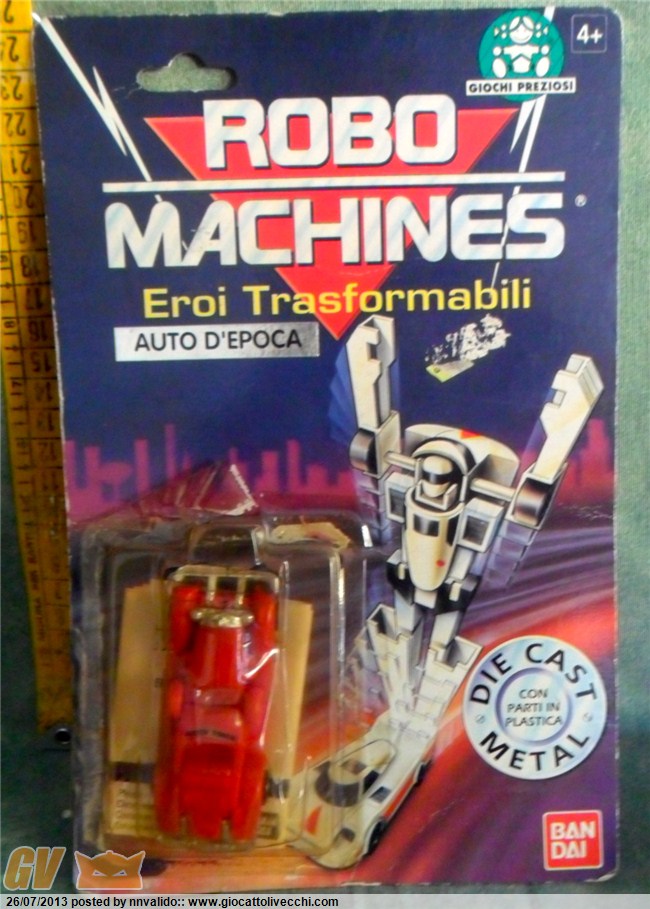 4+
GIOCHI PREZIOSI
ROBO
MACHINES®
Eroi Trasformabili
AUTO D'EPOCA
DIE CAST
CON
PARTI IN
PLASTICA
METAL
BAN
DAI
GV
26/07/2013 posted by nnvalido:: www.giocattolivecchi.com